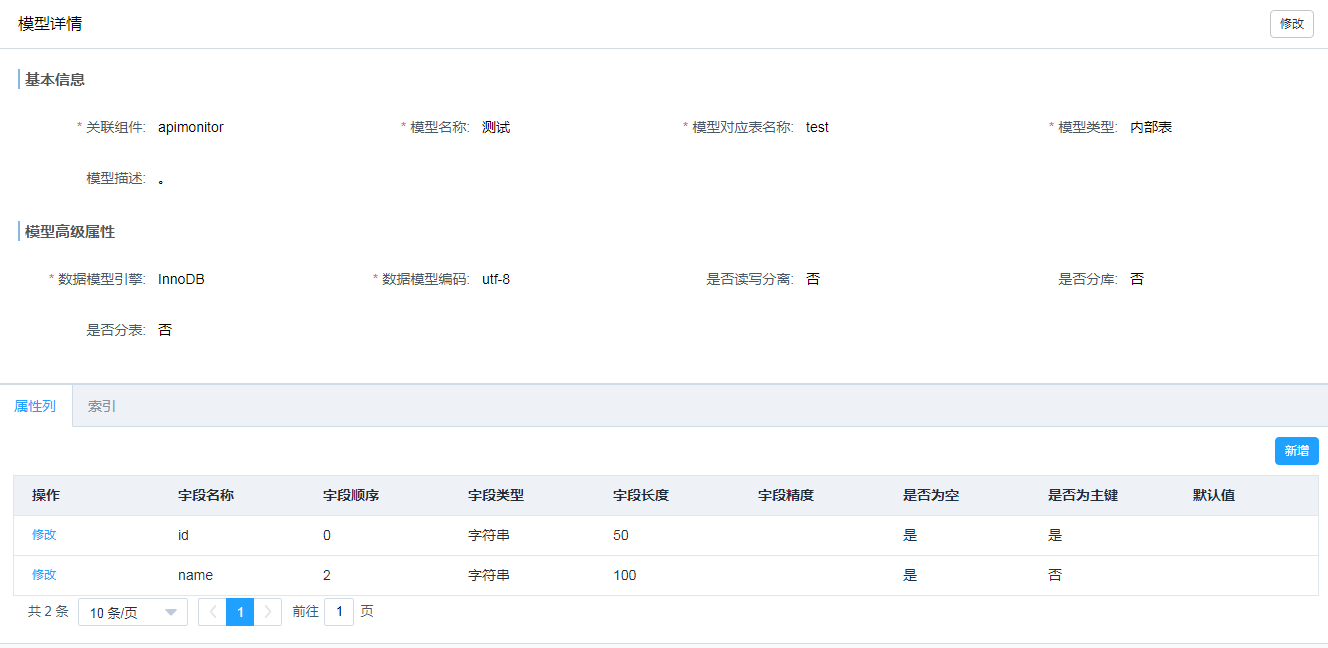 模型详情 修改
基本信息
* 关联组件: apimonitor * 模型名称: 测试 * 模型对应表名称: test * 模型类型: 内部表
模型描述: 。
模型高级属性
* 数据模型引擎: InnoDB * 数据模型编码: utf-8 是否读写分离: 否 是否分库: 否
是否分表: 否
属性列 索引
新增
操作 字段名称 字段顺序 字段类型 字段长度 字段精度 是否为空 是否为主键 默认值
修改 id 0 字符串 50 是 是
修改 name 2 字符串 100 是 否
共 2 条 10 条/页 1 前往 1 页